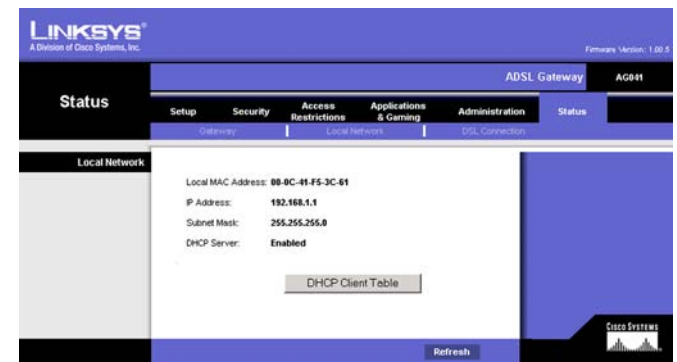 LINKSYS®
A Division of Cisco Systems, Inc.
Firmware Version: 1.00.5
ADSL Gateway AG041
Status
Setup Security Access Restrictions Applications & Gaming Administration Status
Gateway Local Network DSL Connection
Local Network
Local MAC Address: 00-0C-41-F5-3C-61
IP Address: 192.168.1.1
Subnet Mask: 255.255.255.0
DHCP Server: Enabled
DHCP Client Table
CISCO SYSTEMS
Refresh